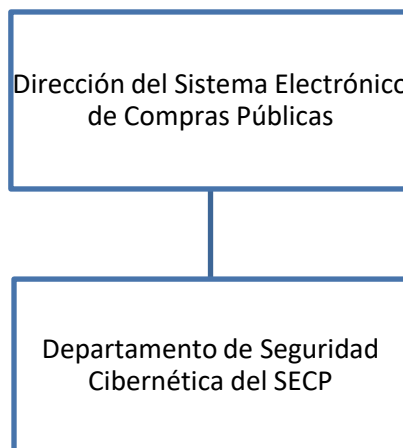 Dirección del Sistema Electrónico
de Compras Públicas
Departamento de Seguridad
Cibernética del SECP